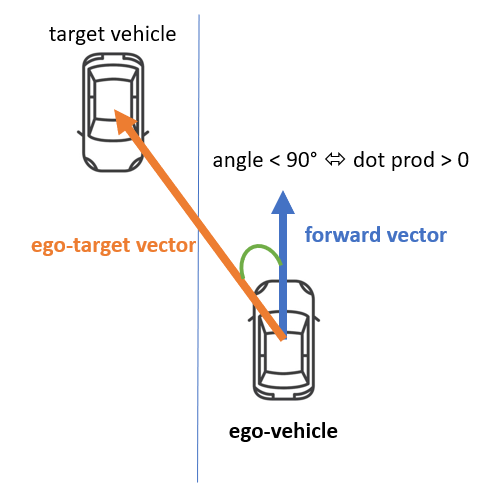 target vehicle
angle < 90° ⇔ dot prod > 0
forward vector
ego-target vector
ego-vehicle